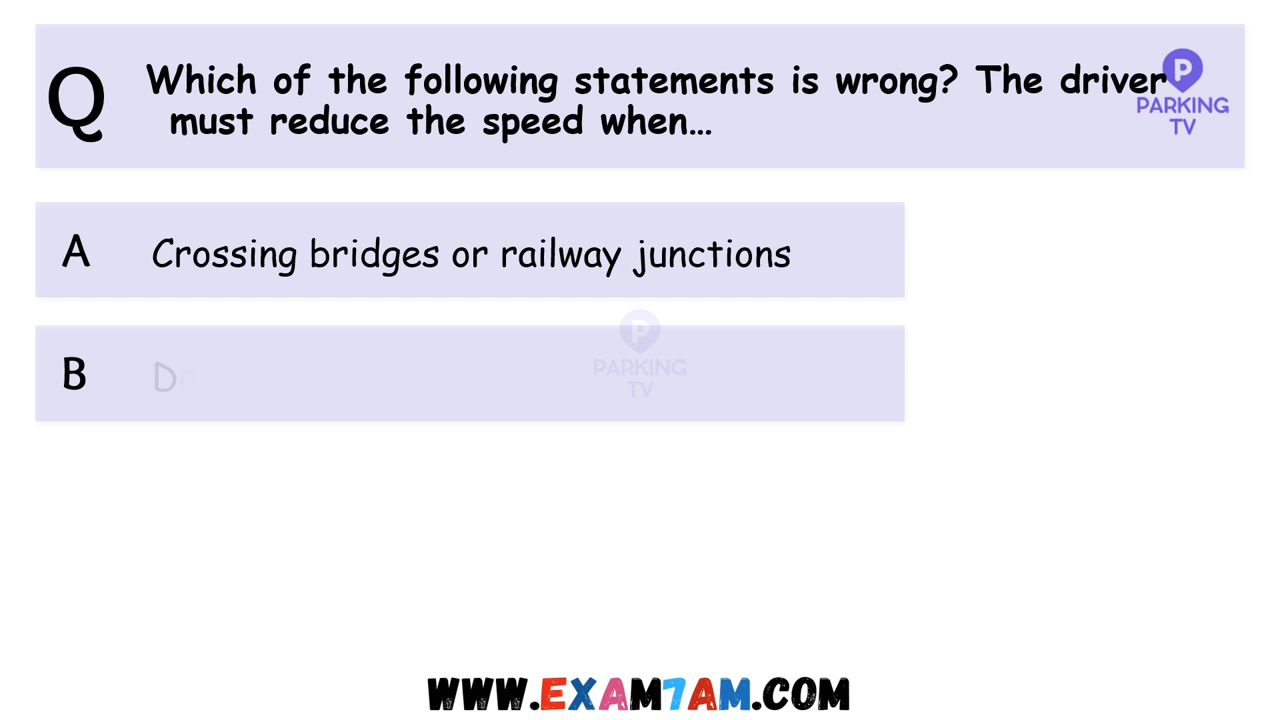 Q
Which of the following statements is wrong? The driver
must reduce the speed when...
P
PARKING
TV
A
Crossing bridges or railway junctions
B
P
PARKING
TV
WWW.EXAM7AM.COM